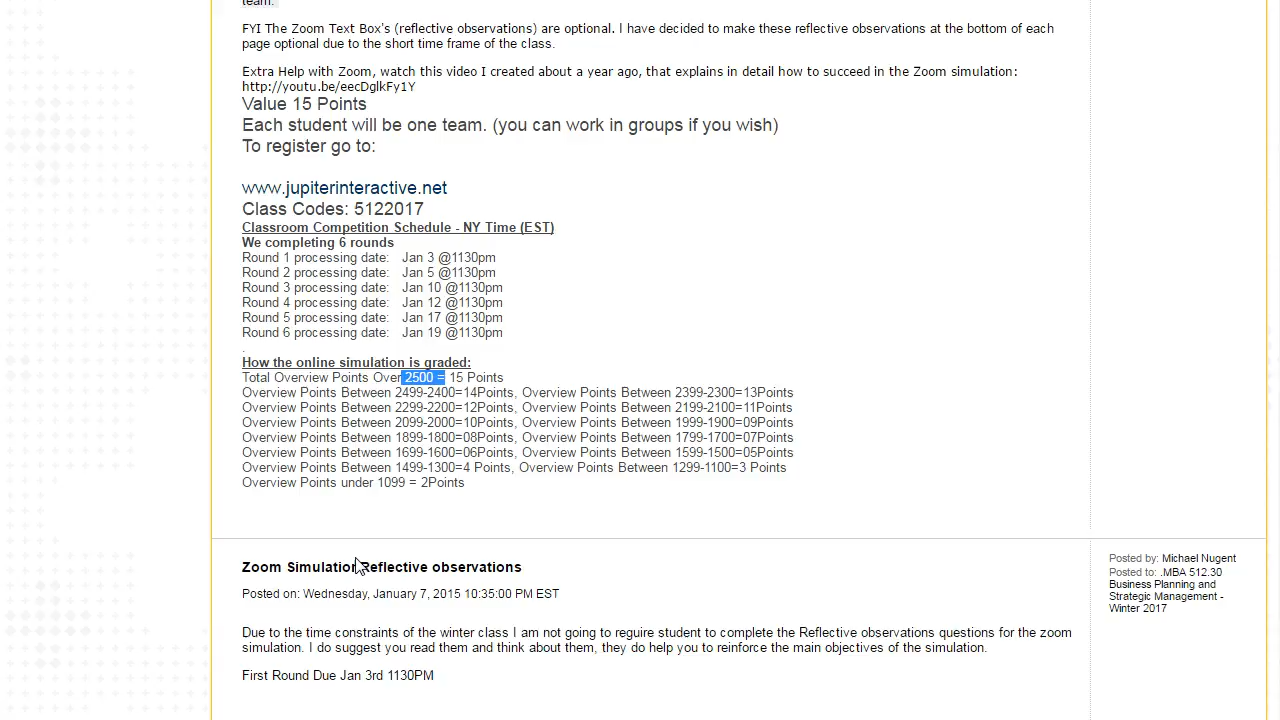 team.
FYI The Zoom Text Box's (reflective observations) are optional. I have decided to make these reflective observations at the bottom of each
page optional due to the short time frame of the class.
Extra Help with Zoom, watch this video I created about a year ago, that explains in detail how to succeed in the Zoom simulation:
http://youtu.be/eecDglkFy1Y
Value 15 Points
Each student will be one team. (you can work in groups if you wish)
To register go to:
www.jupiterinteractive.net
Class Codes: 5122017
Classroom Competition Schedule - NY Time (EST)
We completing 6 rounds
Round 1 processing date: Jan 3 @1130pm
Round 2 processing date: Jan 5 @1130pm
Round 3 processing date: Jan 10 @1130pm
Round 4 processing date: Jan 12 @1130pm
Round 5 processing date: Jan 17 @1130pm
Round 6 processing date: Jan 19 @1130pm
.
How the online simulation is graded:
Total Overview Points Over 2500 = 15 Points
Overview Points Between 2499-2400=14Points, Overview Points Between 2399-2300=13Points
Overview Points Between 2299-2200=12Points, Overview Points Between 2199-2100=11Points
Overview Points Between 2099-2000=10Points, Overview Points Between 1999-1900=09Points
Overview Points Between 1899-1800=08Points, Overview Points Between 1799-1700=07Points
Overview Points Between 1699-1600=06Points, Overview Points Between 1599-1500=05Points
Overview Points Between 1499-1300=4 Points, Overview Points Between 1299-1100=3 Points
Overview Points under 1099 = 2Points
Zoom Simulation Reflective observations
Posted on: Wednesday, January 7, 2015 10:35:00 PM EST
Due to the time constraints of the winter class I am not going to reguire student to complete the Reflective observations questions for the zoom
simulation. I do suggest you read them and think about them, they do help you to reinforce the main objectives of the simulation.
First Round Due Jan 3rd 1130PM
Posted by: Michael Nugent
Posted to: .MBA 512.30
Business Planning and
Strategic Management -
Winter 2017